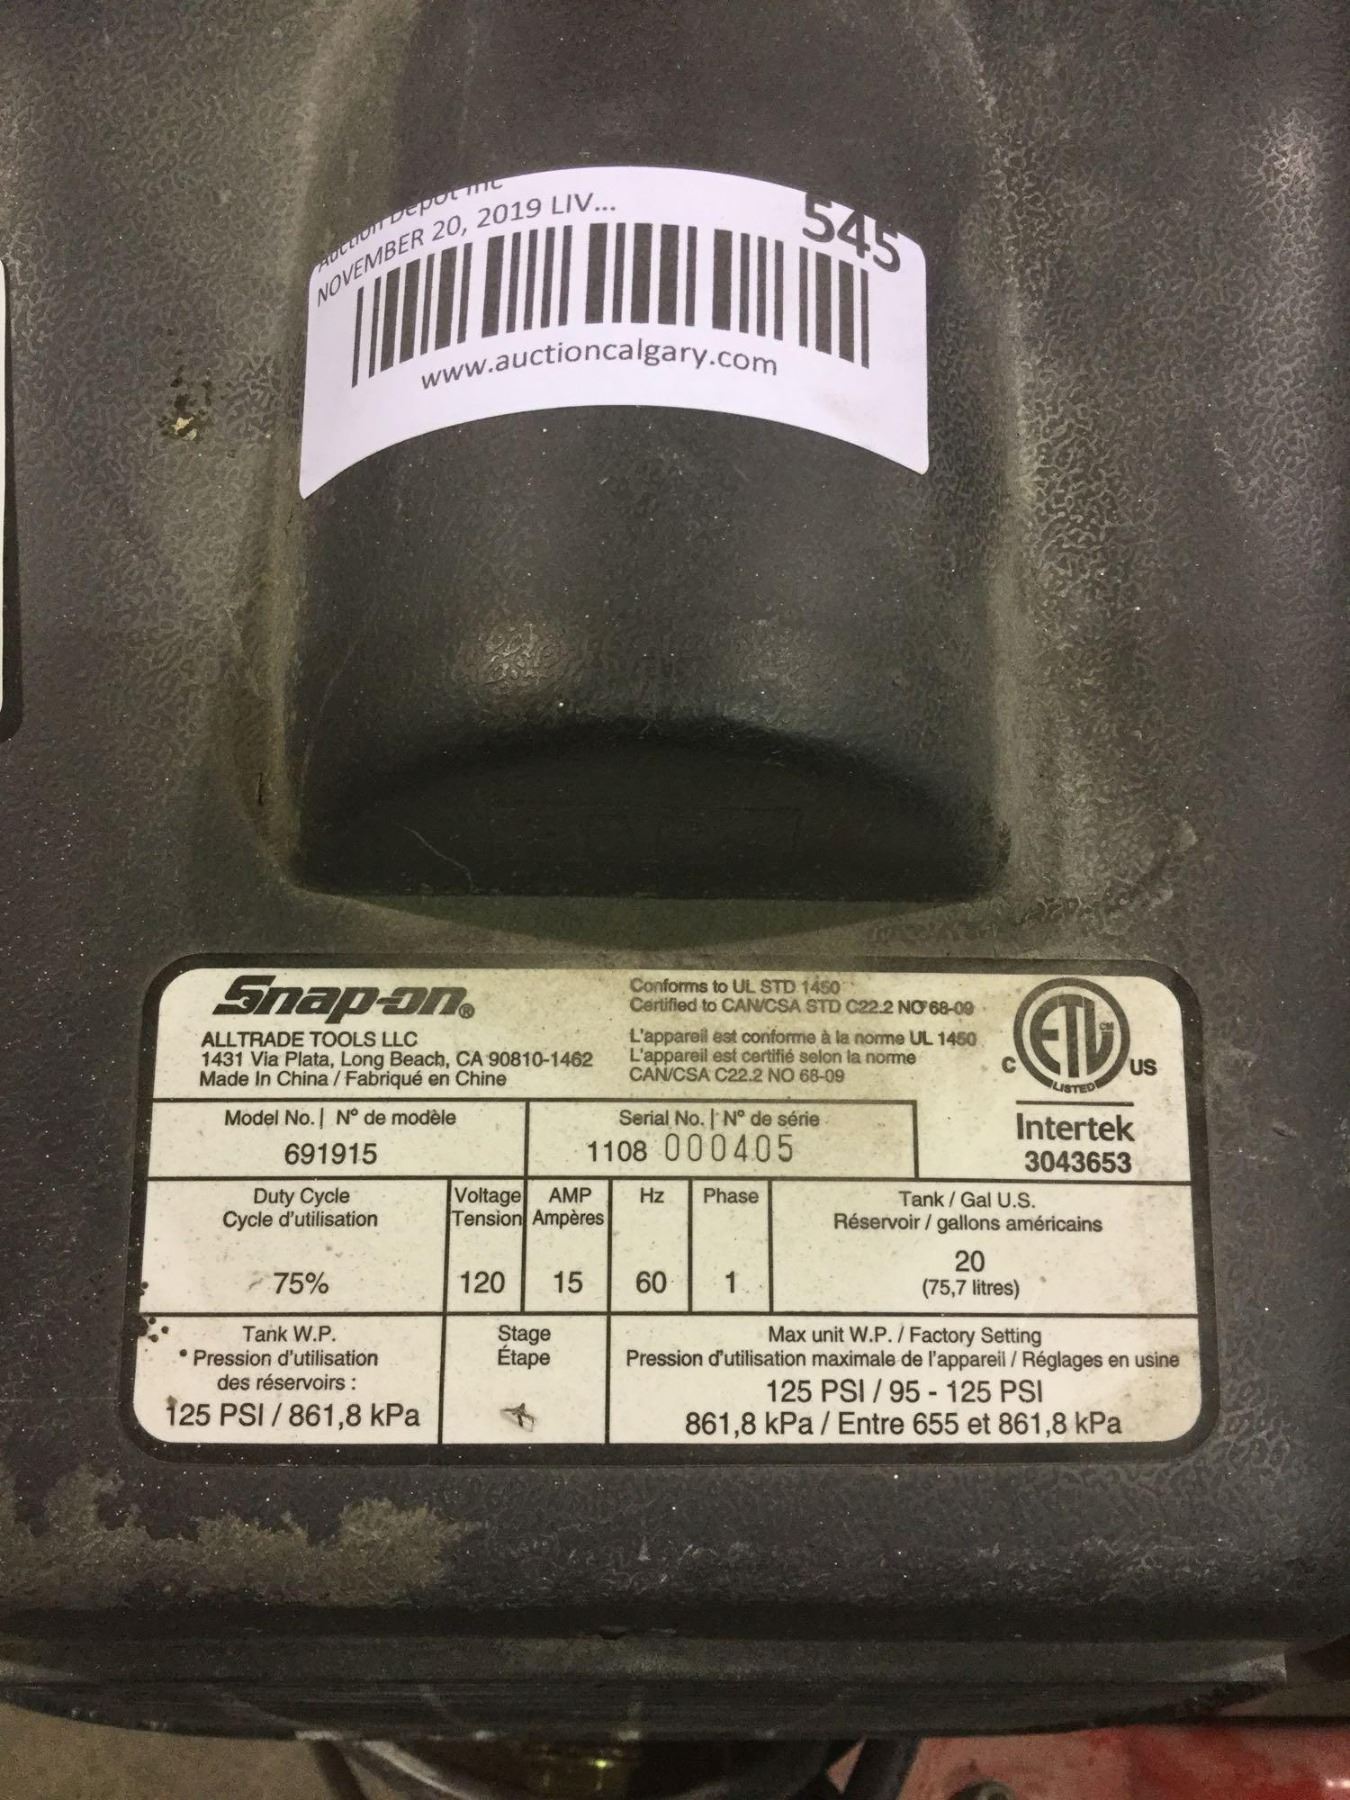 Auction Depot Inc
NOVEMBER 20, 2019 LIV...
545
www.auctioncalgary.com
Snap-on®
ALLTRADE TOOLS LLC
1431 Via Plata, Long Beach, CA 90810-1462
Made In China / Fabriqué en Chine
Conforms to UL STD 1450
Certified to CAN/CSA STD C22.2 NO 68-09
L'appareil est conforme à la norme UL 1450
L'appareil est certifié selon la norme
CAN/CSA C22.2 NO 68-09
C ETL CM US
LISTED
Intertek
3043653
Model No. | N° de modèle
691915
Serial No. | N° de série
1108 000405
Duty Cycle
Cycle d'utilisation
75%
Voltage
Tension
120
AMP
Ampères
15
Hz
60
Phase
1
Tank / Gal U.S.
Réservoir / gallons américains
20
(75,7 litres)
Tank W.P.
Pression d'utilisation
des réservoirs :
125 PSI / 861,8 kPa
Stage
Étape
Max unit W.P. / Factory Setting
Pression d'utilisation maximale de l'appareil / Réglages en usine
125 PSI / 95 - 125 PSI
861,8 kPa / Entre 655 et 861,8 kPa